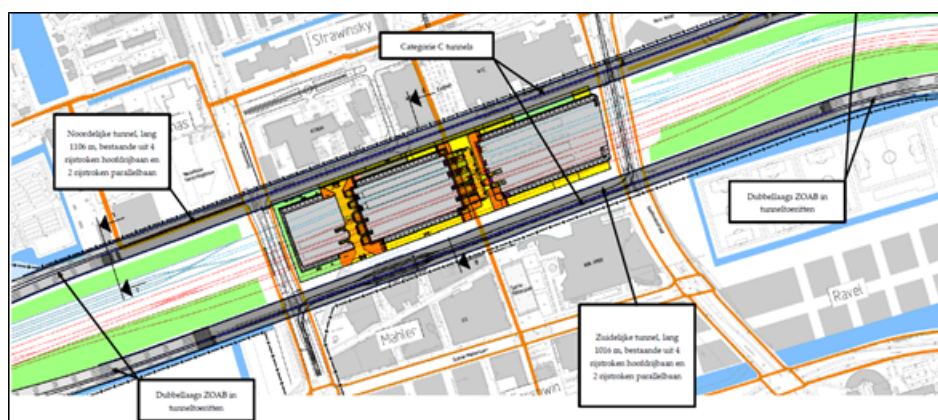 Strawinsky
Categorie C tunnels
Noordelijke tunnel, lang
1106 m, bestaande uit 4
rijstroken hoofdrijbaan en
2 rijstroken parallelbaan
Dubbellaags ZOAB in
tunneltoeritten
Ravel
Mahler
Zuidelijke tunnel, lang
1016 m, bestaande uit 4
rijstroken hoofdrijbaan en
2 rijstroken parallelbaan
Dubbellaags ZOAB in
tunneltoeritten